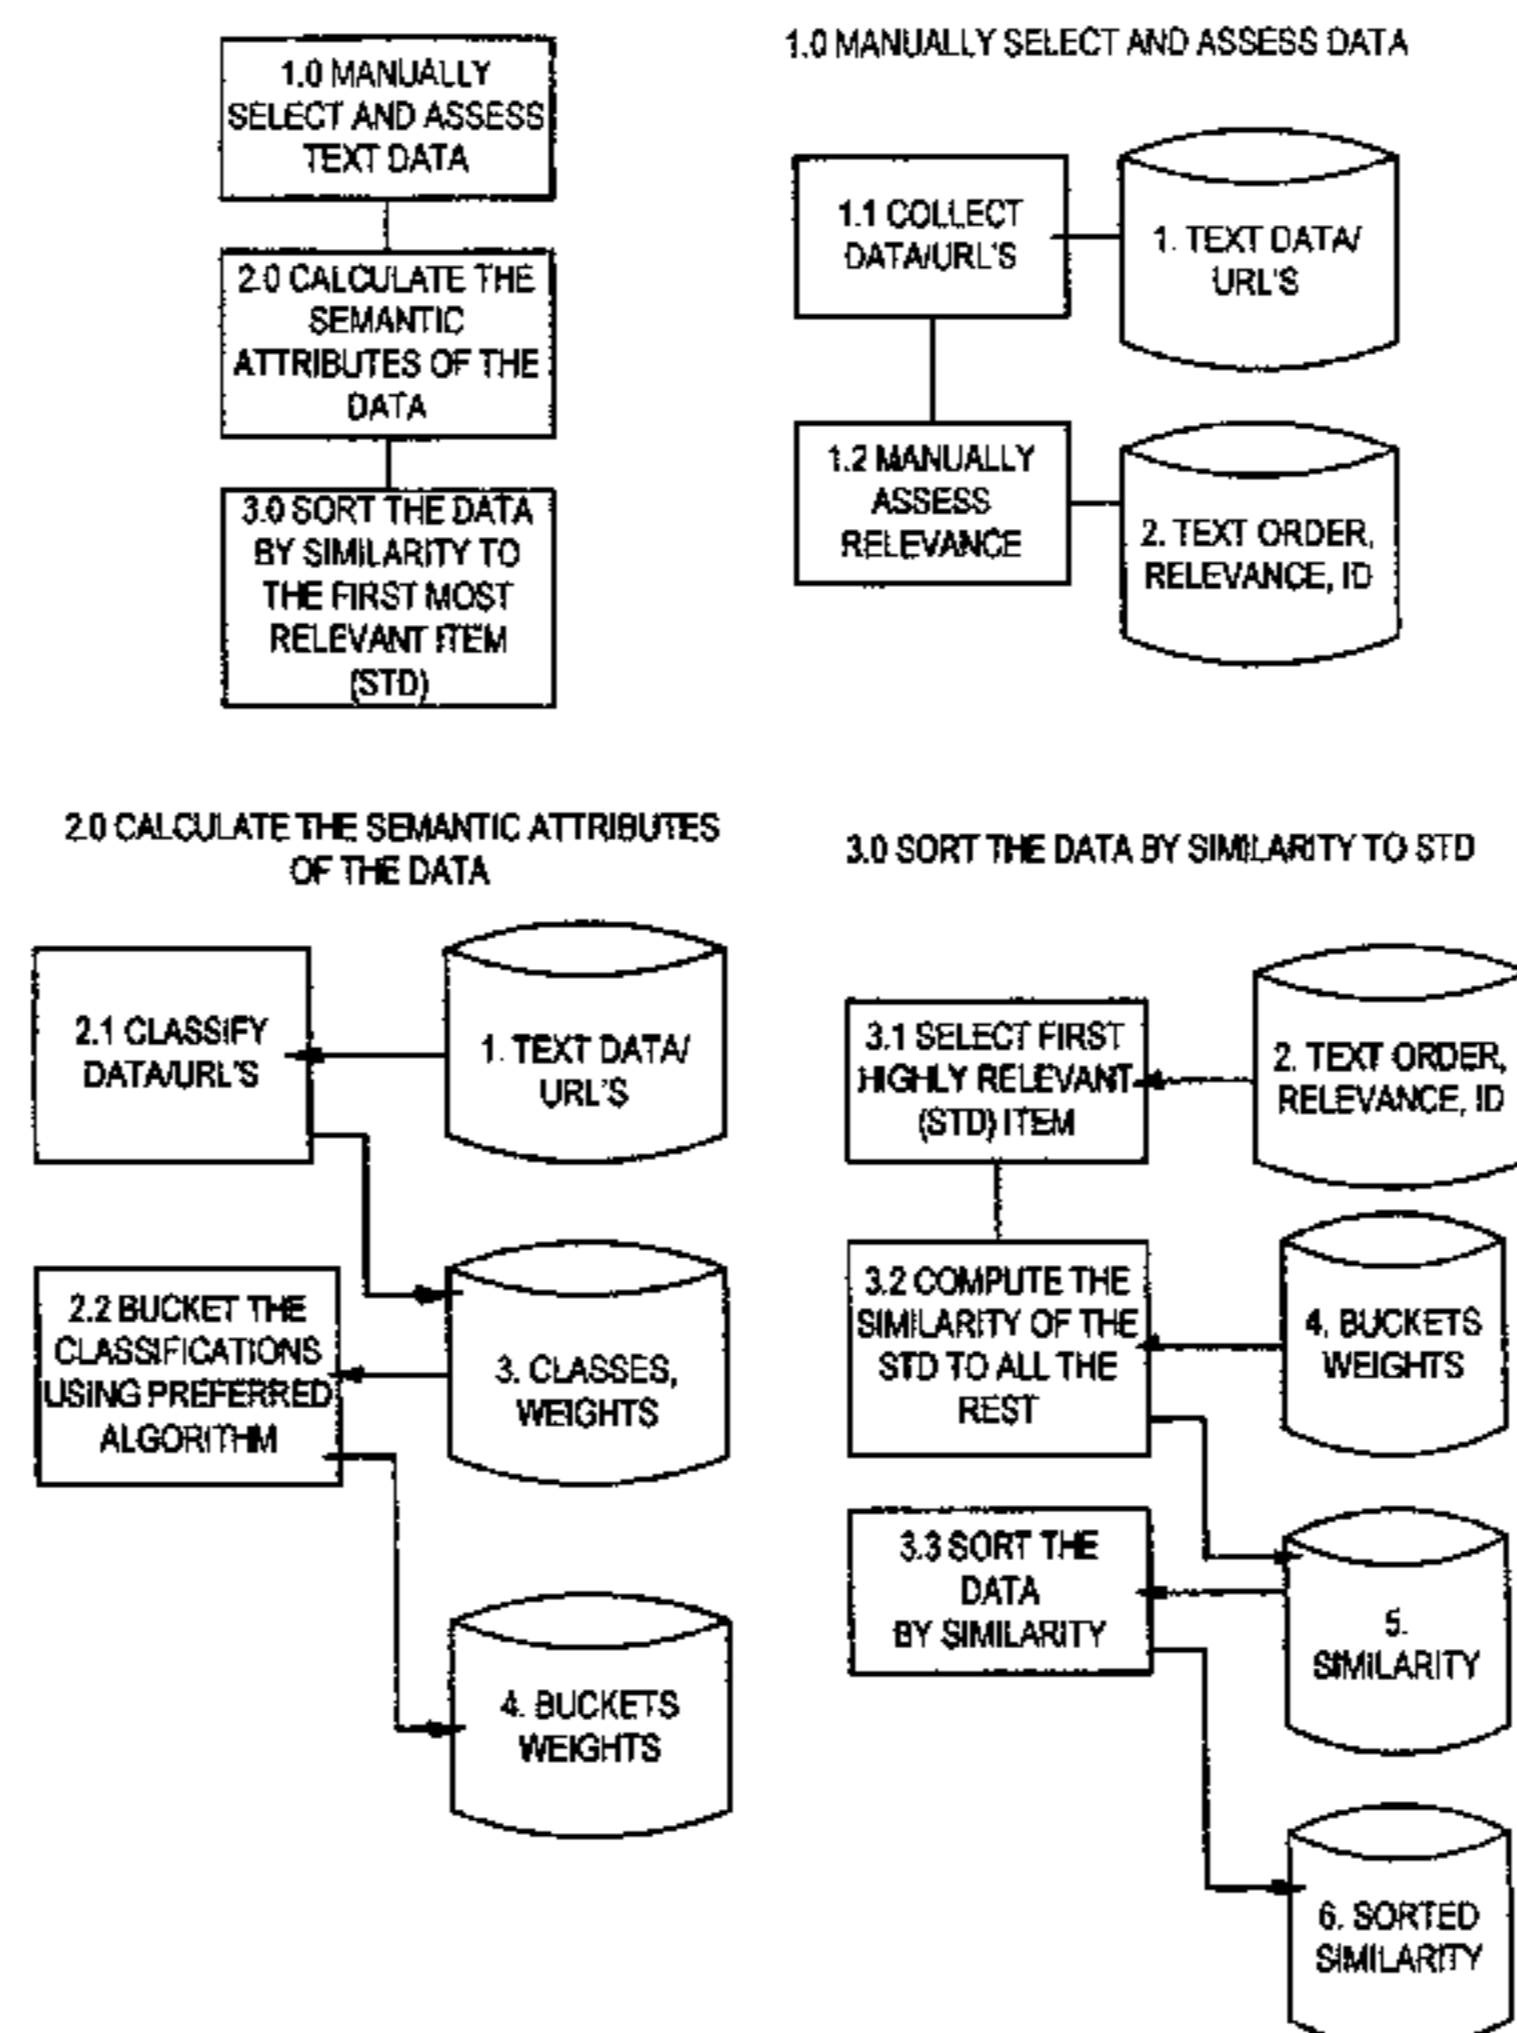 1.0 MANUALLY
SELECT AND ASSESS
TEXT DATA
2.0 CALCULATE THE
SEMANTIC
ATTRIBUTES OF THE
DATA
3.0 SORT THE DATA
BY SIMILARITY TO
THE FIRST MOST
RELEVANT ITEM
(STD)
1.0 MANUALLY SELECT AND ASSESS DATA
1.1 COLLECT
DATA/URL'S
1. TEXT DATA/
URL'S
1.2 MANUALLY
ASSESS
RELEVANCE
2. TEXT ORDER,
RELEVANCE, ID
2.0 CALCULATE THE SEMANTIC ATTRIBUTES
OF THE DATA
2.1 CLASSIFY
DATA/URL'S
1. TEXT DATA/
URL'S
2.2 BUCKET THE
CLASSIFICATIONS
USING PREFERRED
ALGORITHM
3. CLASSES,
WEIGHTS
4. BUCKETS
WEIGHTS
3.0 SORT THE DATA BY SIMILARITY TO STD
3.1 SELECT FIRST
HIGHLY RELEVANT
(STD) ITEM
2. TEXT ORDER,
RELEVANCE, ID
3.2 COMPUTE THE
SIMILARITY OF THE
STD TO ALL THE
REST
4. BUCKETS
WEIGHTS
3.3 SORT THE
DATA
BY SIMILARITY
5.
SIMILARITY
6. SORTED
SIMILARITY